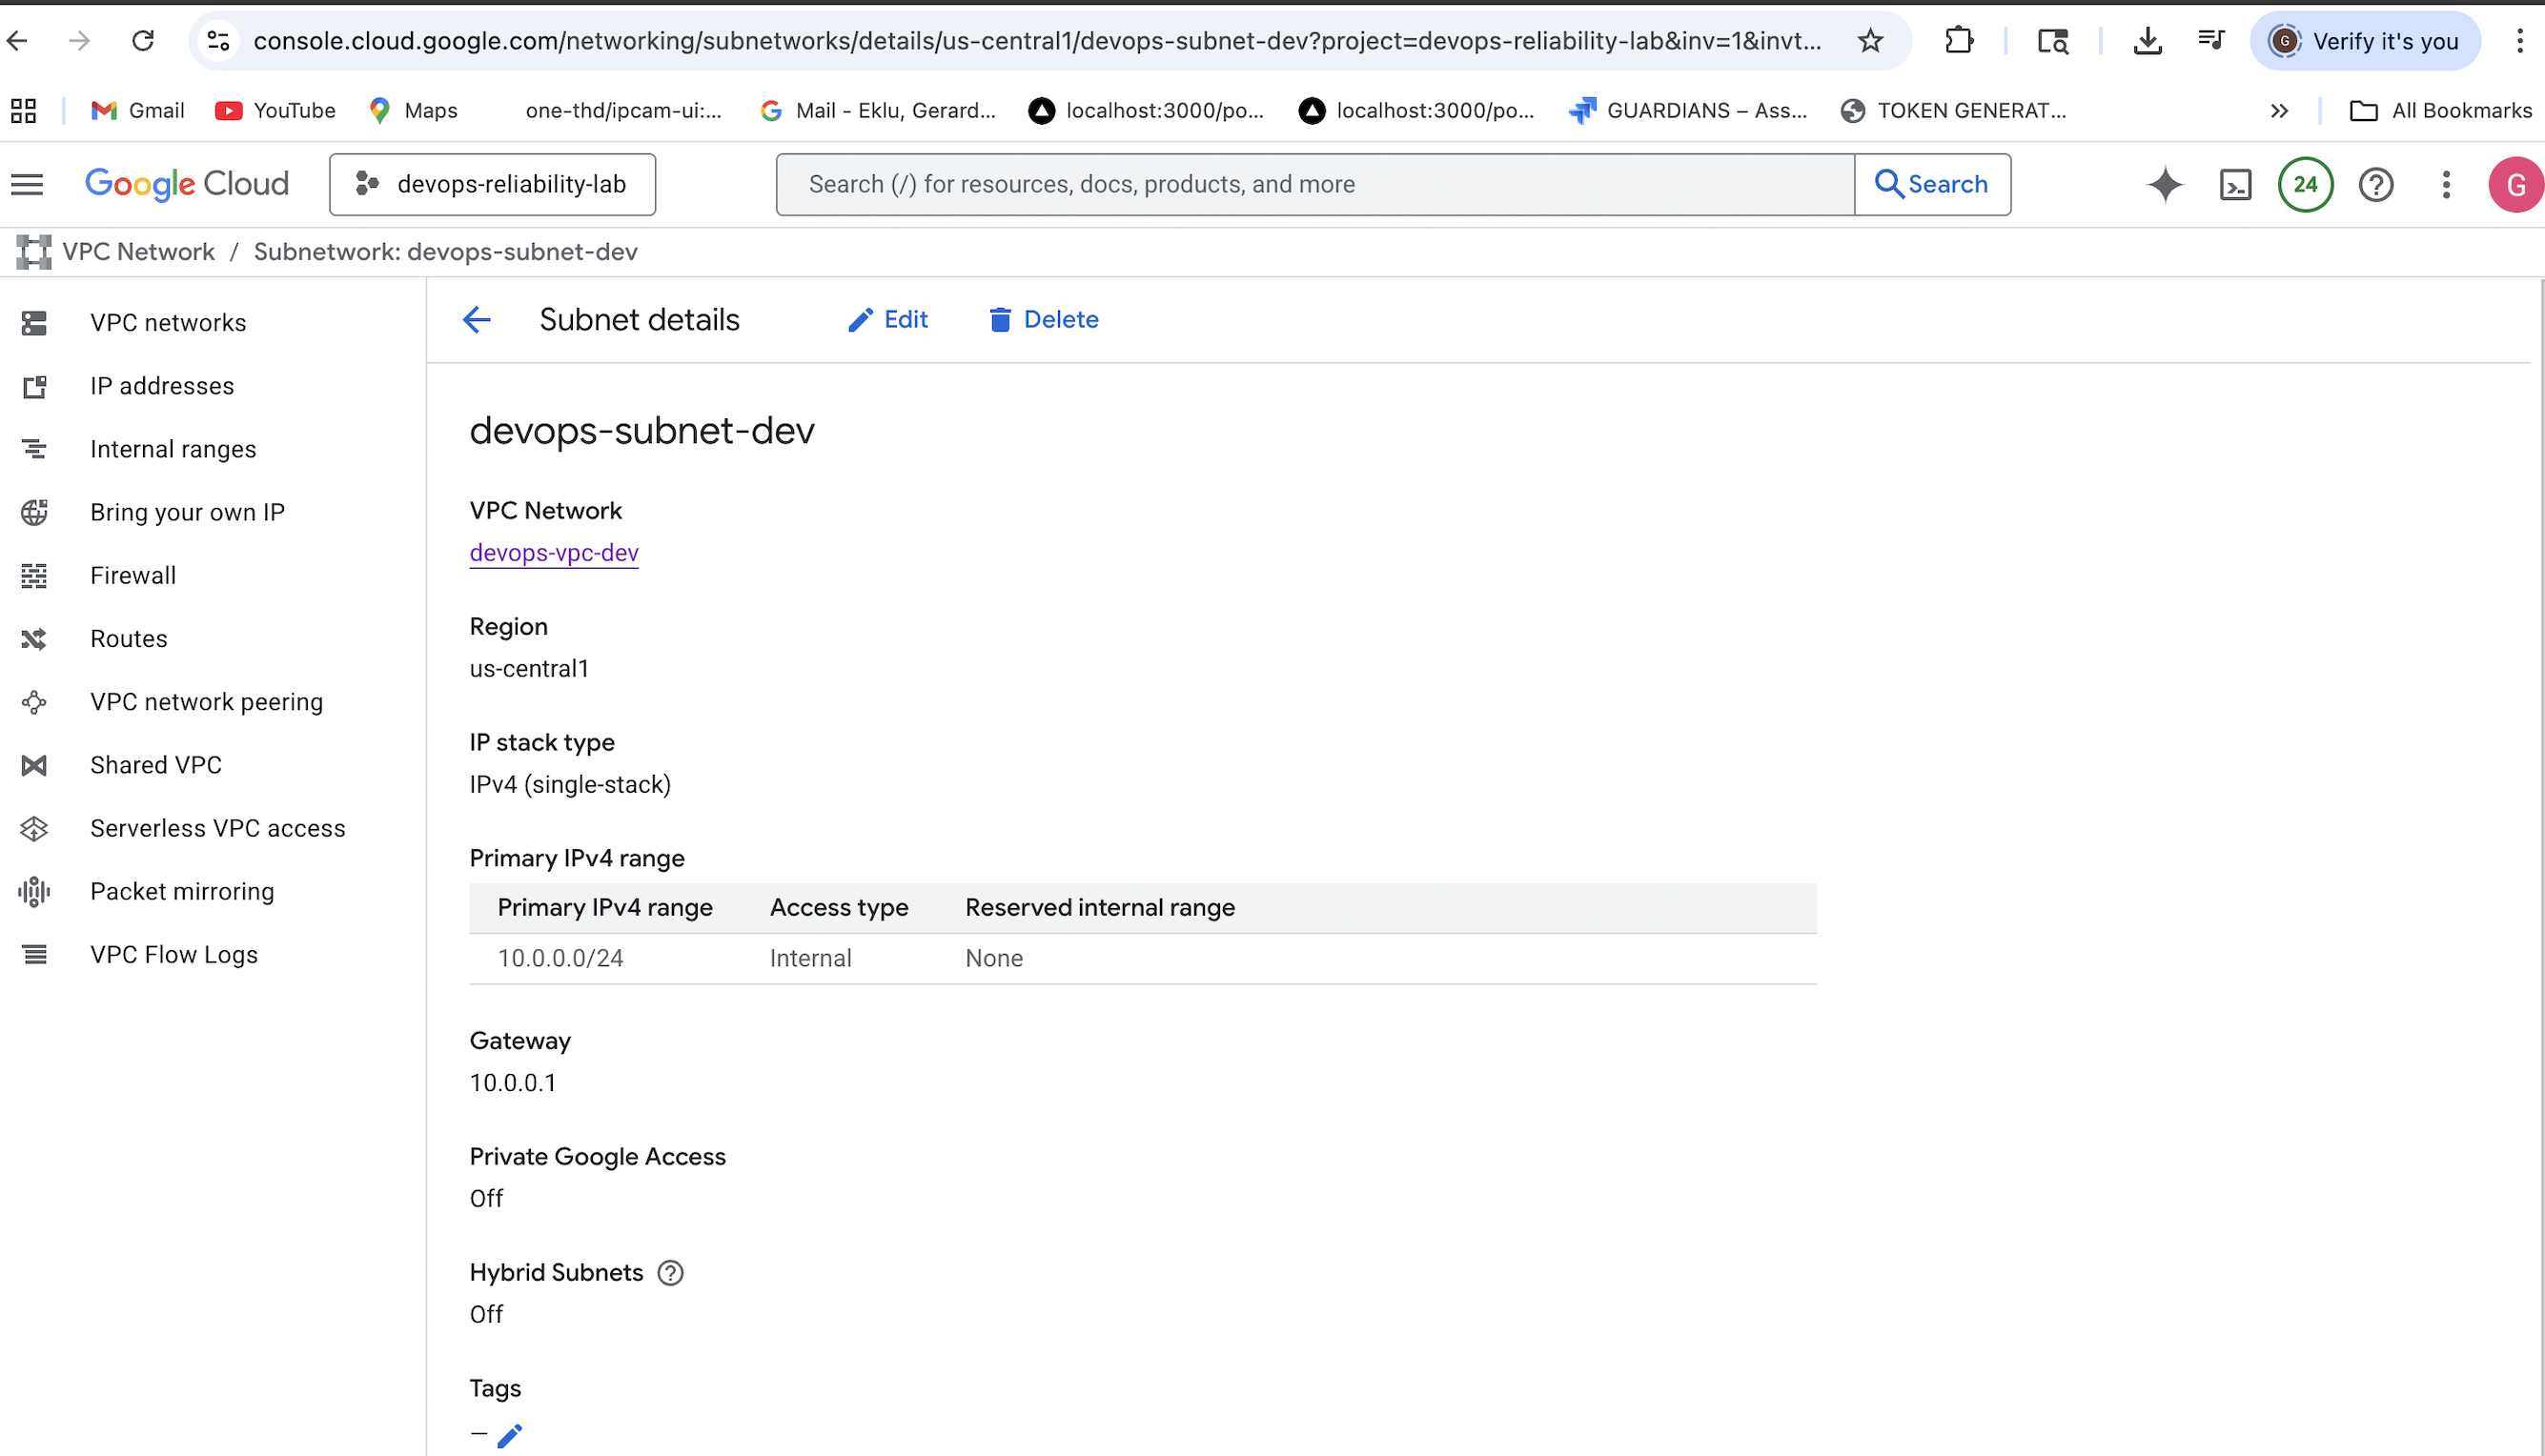 console.cloud.google.com/networking/subnetworks/details/us-central1/devops-subnet-dev?project=devops-reliability-lab&inv=1&invt...
G Verify it's you
Gmail YouTube Maps one-thd/ipcam-ui:... Mail - Eklu, Gerard... localhost:3000/po... localhost:3000/po... GUARDIANS – Ass... TOKEN GENERAT... All Bookmarks
Google Cloud devops-reliability-lab Search (/) for resources, docs, products, and more Search 24 G
VPC Network / Subnetwork: devops-subnet-dev
VPC networks
IP addresses
Internal ranges
Bring your own IP
Firewall
Routes
VPC network peering
Shared VPC
Serverless VPC access
Packet mirroring
VPC Flow Logs
Subnet details Edit Delete
devops-subnet-dev
VPC Network
devops-vpc-dev
Region
us-central1
IP stack type
IPv4 (single-stack)
Primary IPv4 range
Primary IPv4 range Access type Reserved internal range
10.0.0.0/24 Internal None
Gateway
10.0.0.1
Private Google Access
Off
Hybrid Subnets
Off
Tags
—